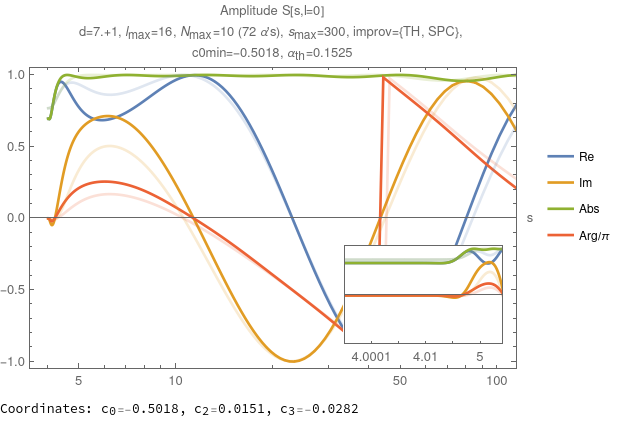 Amplitude S[s,l=0]
d=7.+1, lmax=16, Nmax=10 (72 α's), smax=300, improv={TH, SPC},
c0min=−0.5018, αth=0.1525
1.0
0.5
0.0
−0.5
−1.0
s
Re
Im
Abs
Arg/π
4.0001 4.01 5
5 10 50 100
Coordinates: c0=-0.5018, c2=0.0151, c3=-0.0282